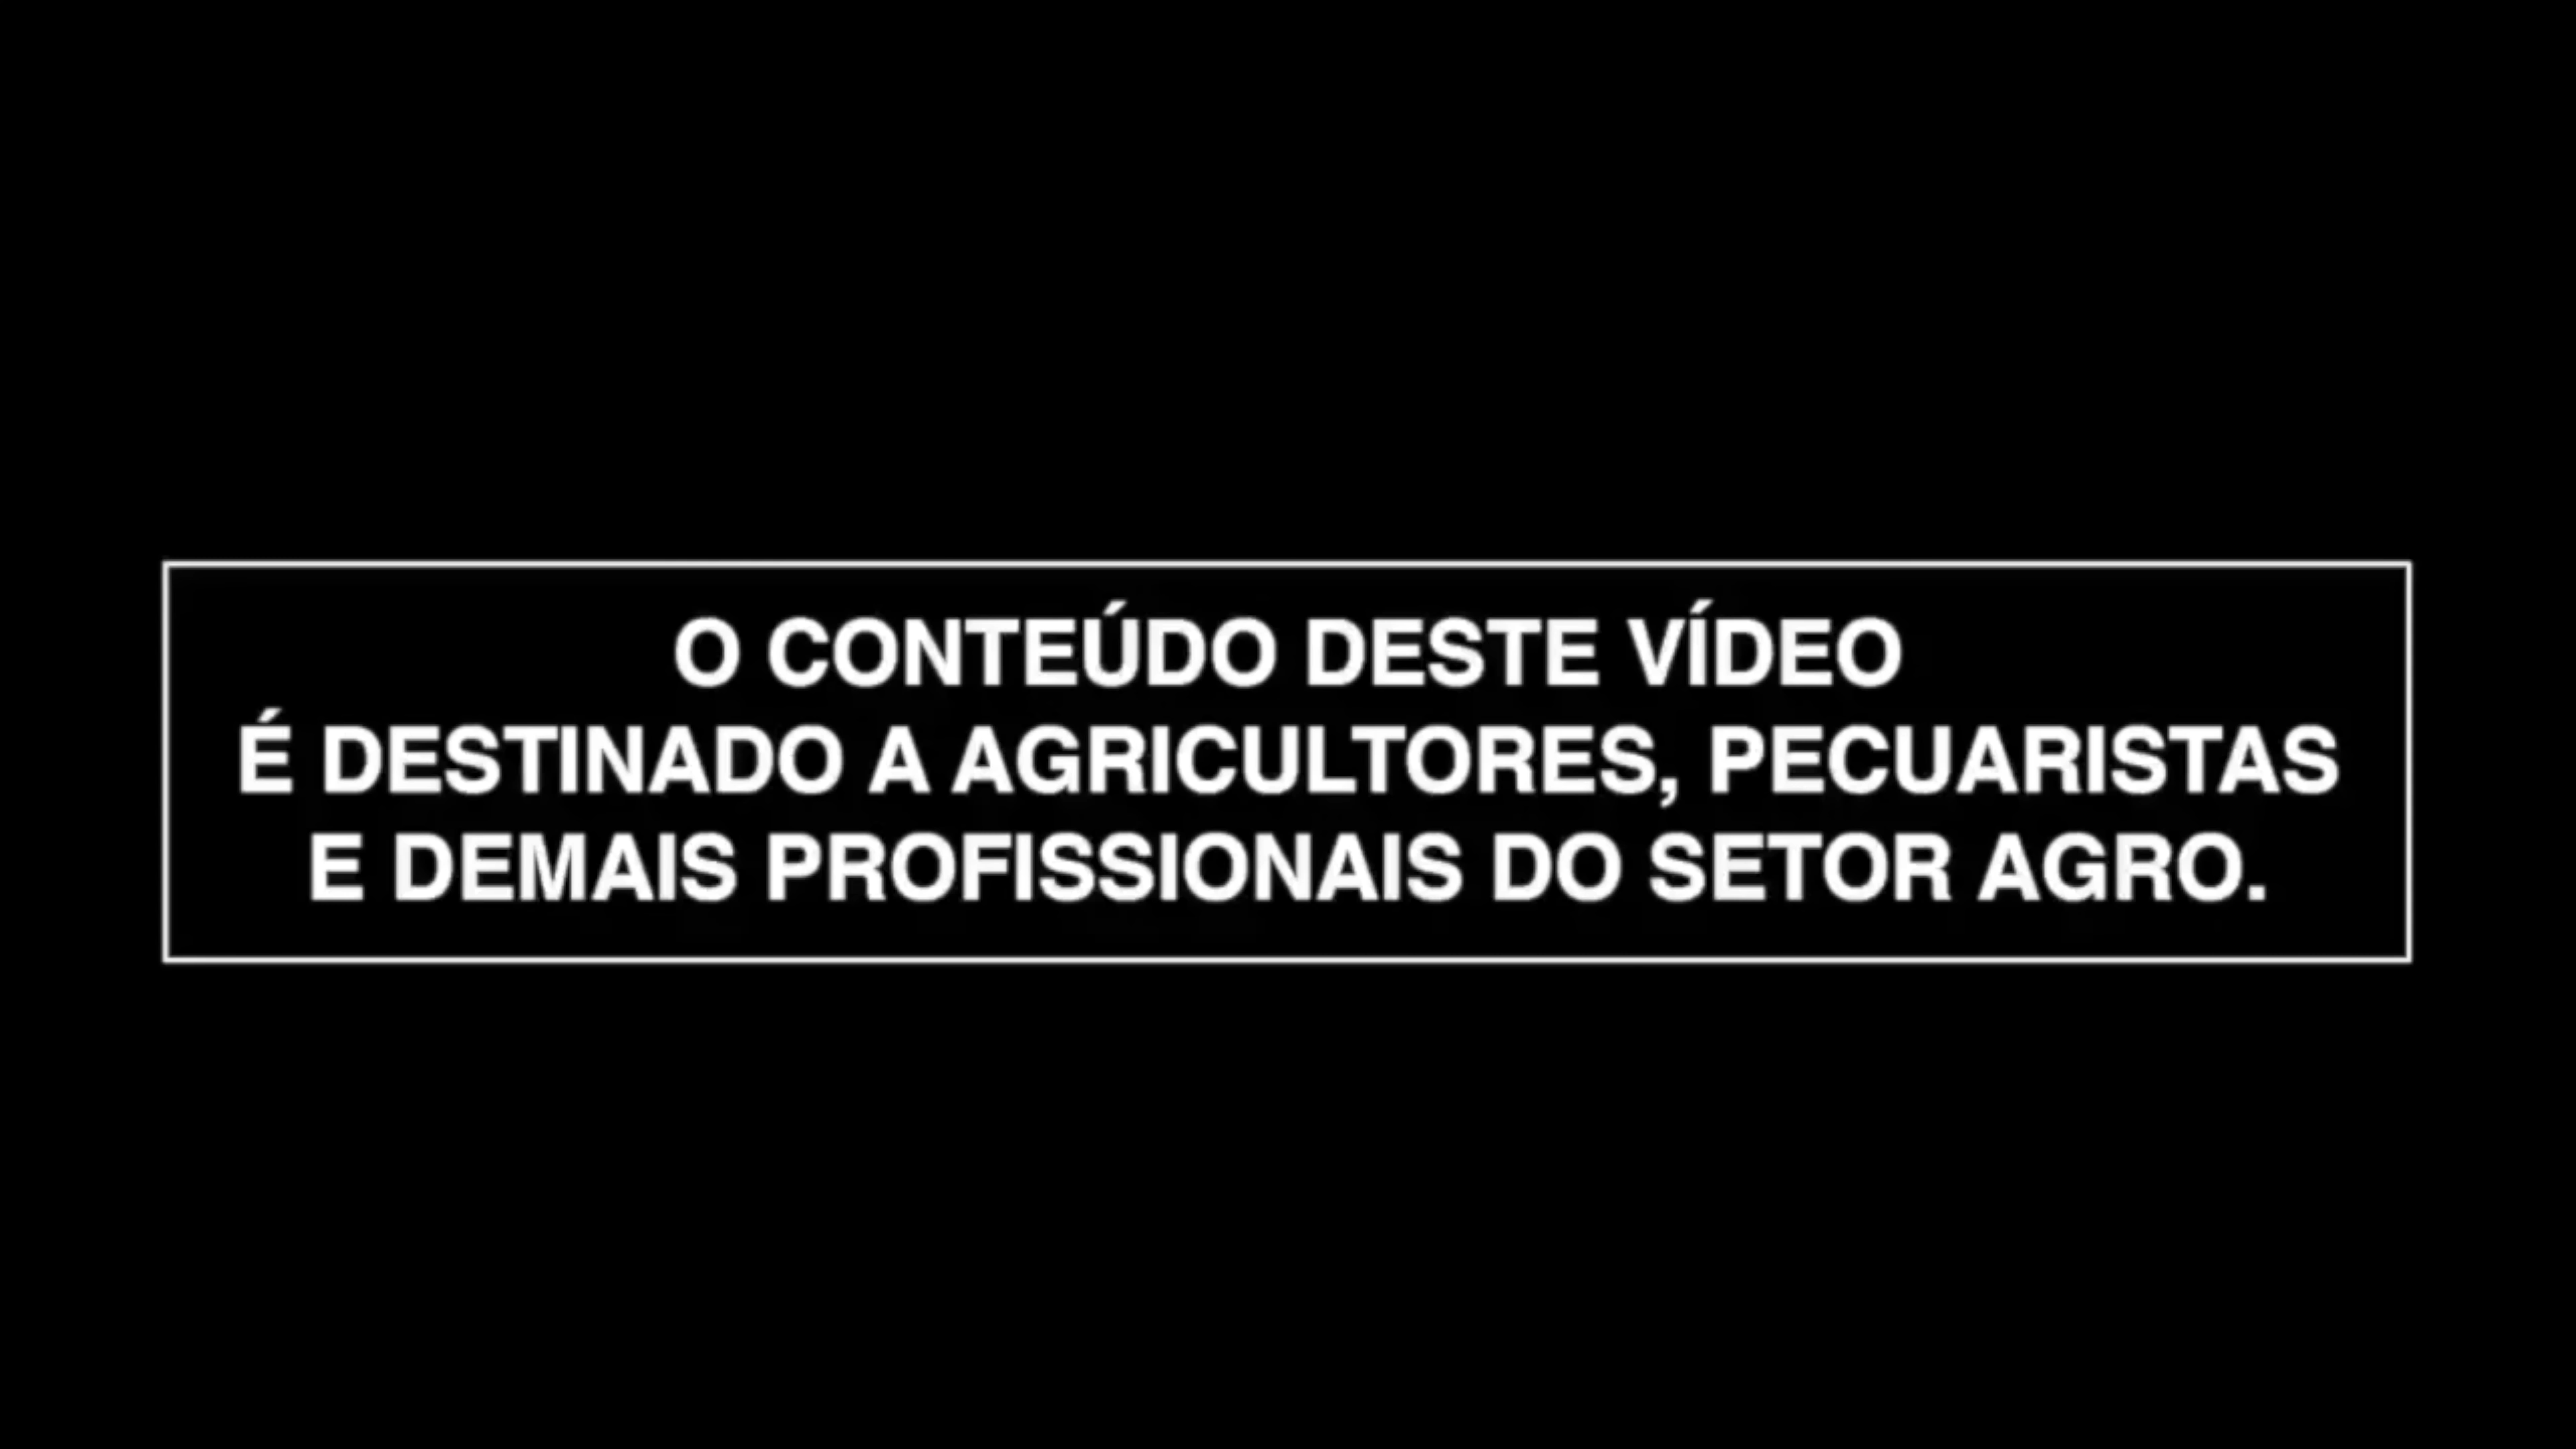 O CONTEÚDO DESTE VÍDEO
É DESTINADO A AGRICULTORES, PECUARISTAS
E DEMAIS PROFISSIONAIS DO SETOR AGRO.